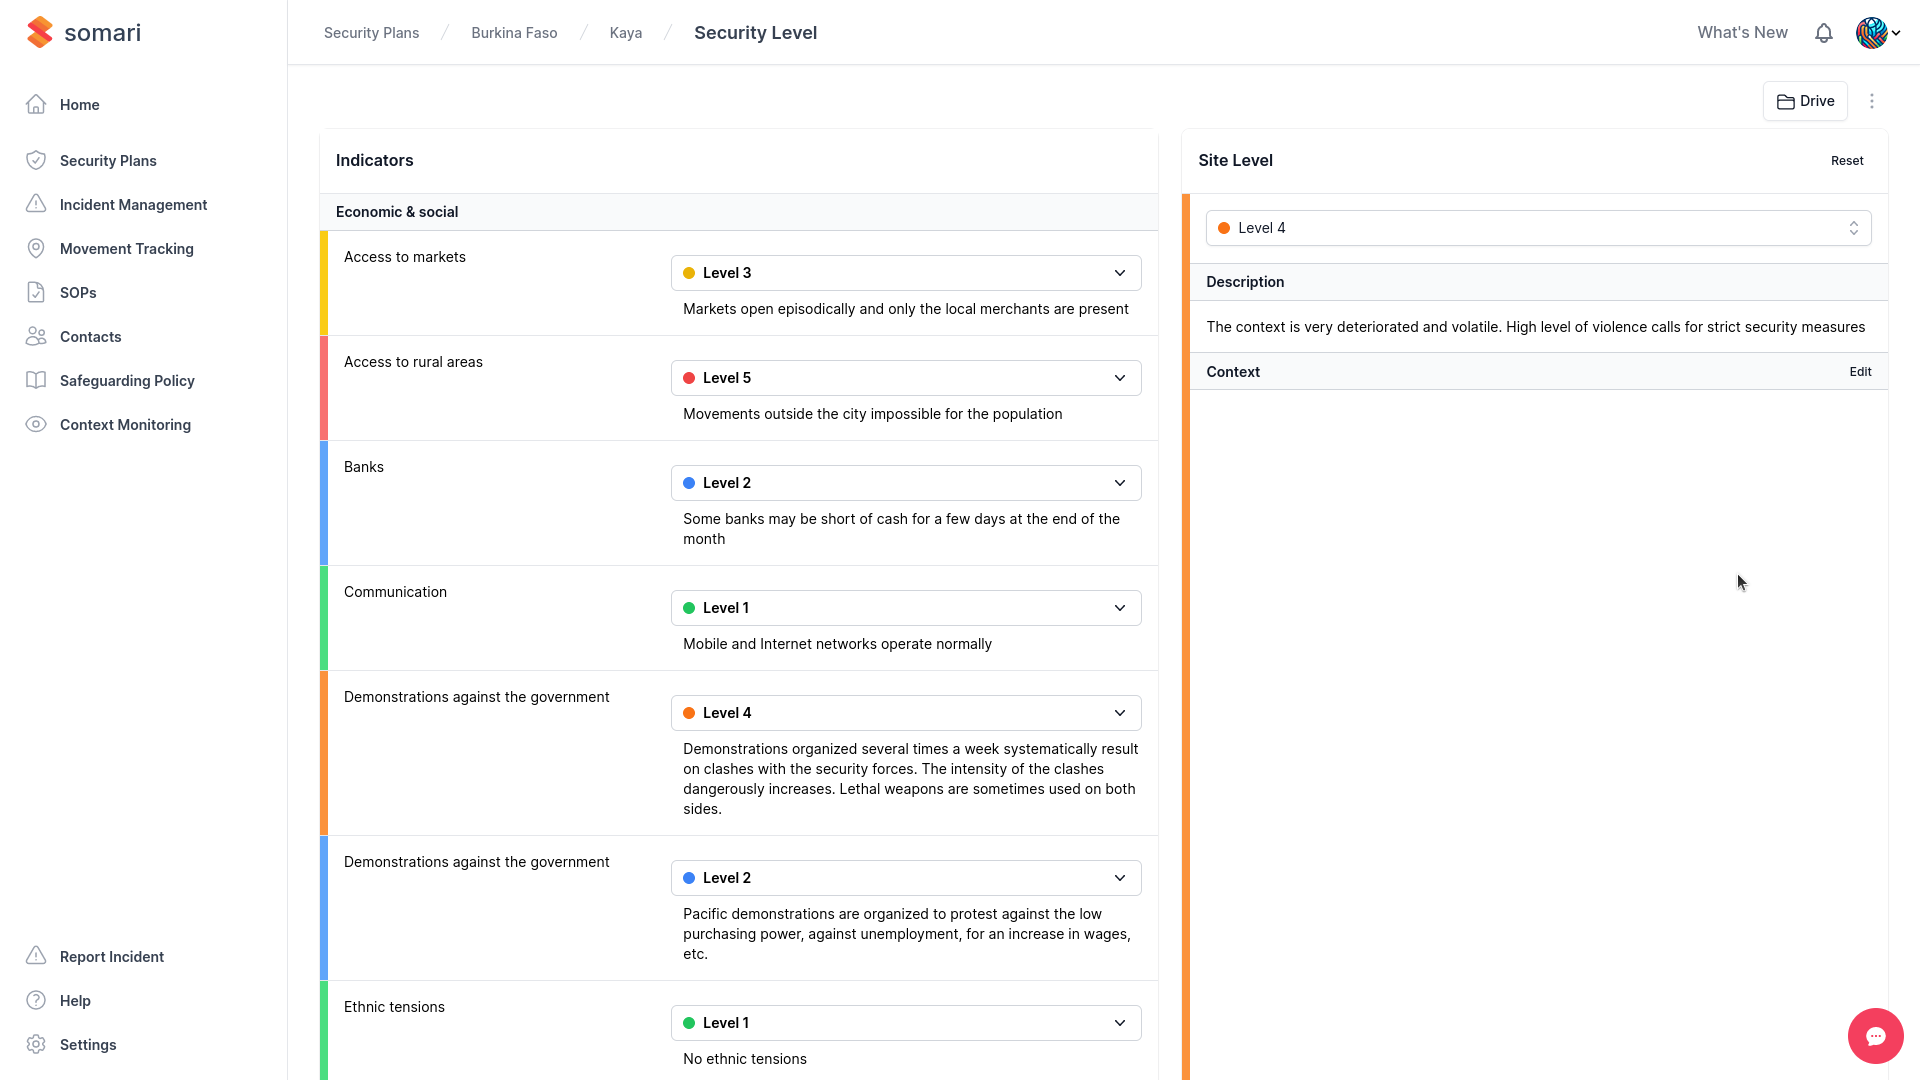 somari
Home
Security Plans
Incident Management
Movement Tracking
SOPs
Contacts
Safeguarding Policy
Context Monitoring
Report Incident
Help
Settings
Security Plans / Burkina Faso / Kaya / Security Level
What's New
Drive
Indicators
Economic & social
Access to markets
Level 3
Markets open episodically and only the local merchants are present
Access to rural areas
Level 5
Movements outside the city impossible for the population
Banks
Level 2
Some banks may be short of cash for a few days at the end of the
month
Communication
Level 1
Mobile and Internet networks operate normally
Demonstrations against the government
Level 4
Demonstrations organized several times a week systematically result
on clashes with the security forces. The intensity of the clashes
dangerously increases. Lethal weapons are sometimes used on both
sides.
Demonstrations against the government
Level 2
Pacific demonstrations are organized to protest against the low
purchasing power, against unemployment, for an increase in wages,
etc.
Ethnic tensions
Level 1
No ethnic tensions
Site Level
Reset
Level 4
Description
The context is very deteriorated and volatile. High level of violence calls for strict security measures
Context
Edit